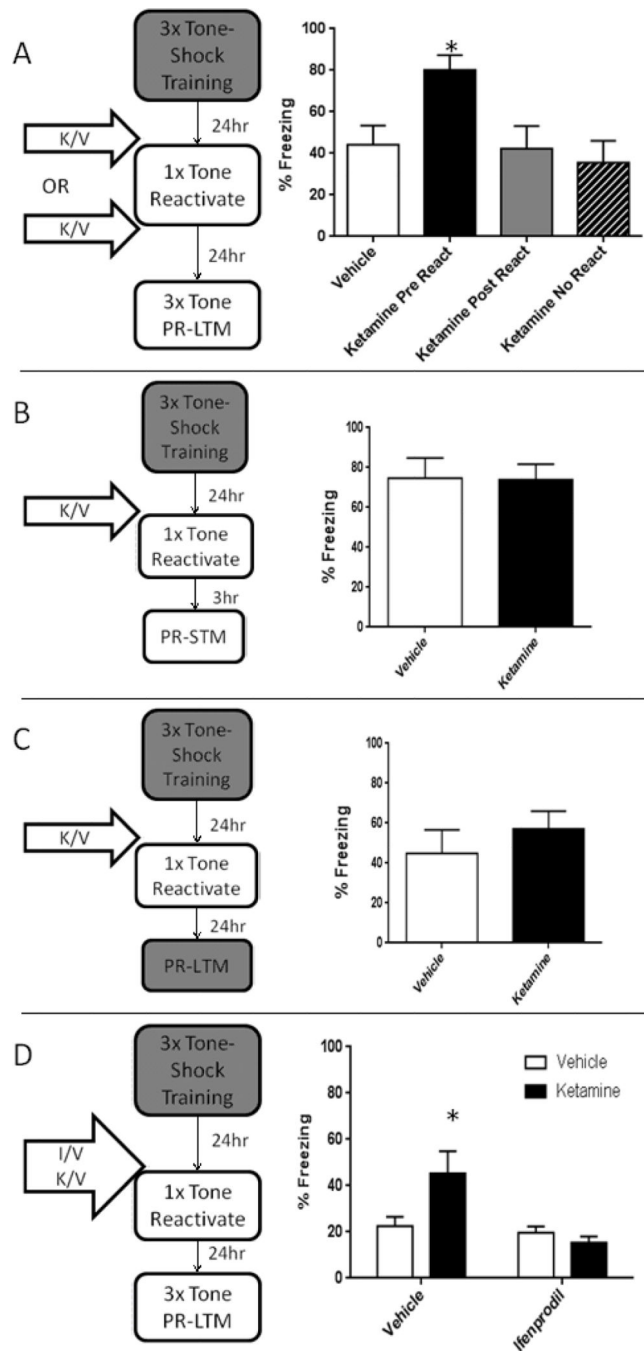 A
3x Tone-
Shock
Training
24hr
K/V
OR
K/V
1x Tone
Reactivate
24hr
3x Tone
PR-LTM
% Freezing
100
80
60
40
20
0
*
Vehicle
Ketamine Pre React
Ketamine Post React
Ketamine No React
B
3x Tone-
Shock
Training
24hr
K/V
1x Tone
Reactivate
3hr
PR-STM
% Freezing
100
80
60
40
20
0
Vehicle
Ketamine
C
3x Tone-
Shock
Training
24hr
K/V
1x Tone
Reactivate
24hr
PR-LTM
% Freezing
100
80
60
40
20
0
Vehicle
Ketamine
D
3x Tone-
Shock
Training
24hr
I/V
K/V
1x Tone
Reactivate
24hr
3x Tone
PR-LTM
% Freezing
100
80
60
40
20
0
Vehicle
Ketamine
*
Vehicle
Ifenprodil